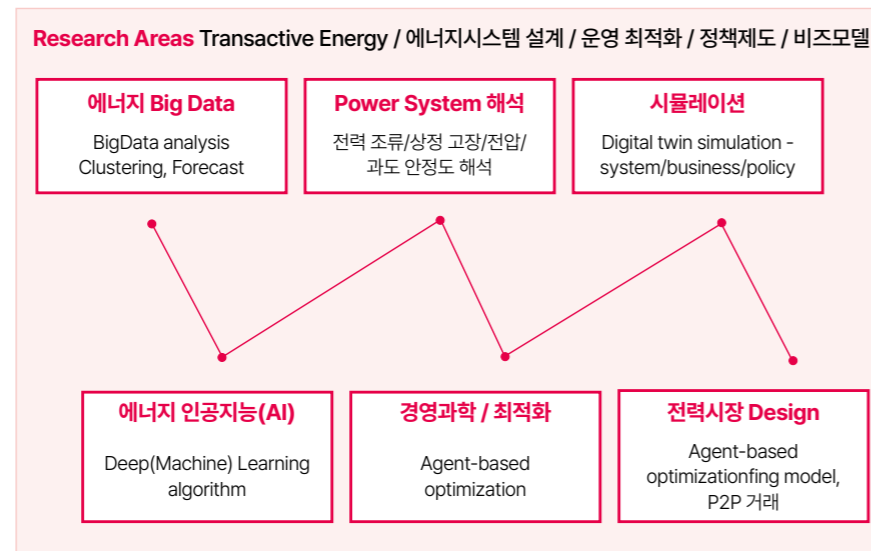 Research Areas Transactive Energy / 에너지시스템 설계 / 운영 최적화 / 정책제도 / 비즈모델
에너지 Big Data
BigData analysis
Clustering, Forecast
Power System 해석
전력 조류/상정 고장/전압/
과도 안정도 해석
시뮬레이션
Digital twin simulation -
system/business/policy
에너지 인공지능(AI)
Deep(Machine) Learning
algorithm
경영과학 / 최적화
Agent-based
optimization
전력시장 Design
Agent-based
optimizationfing model,
P2P 거래